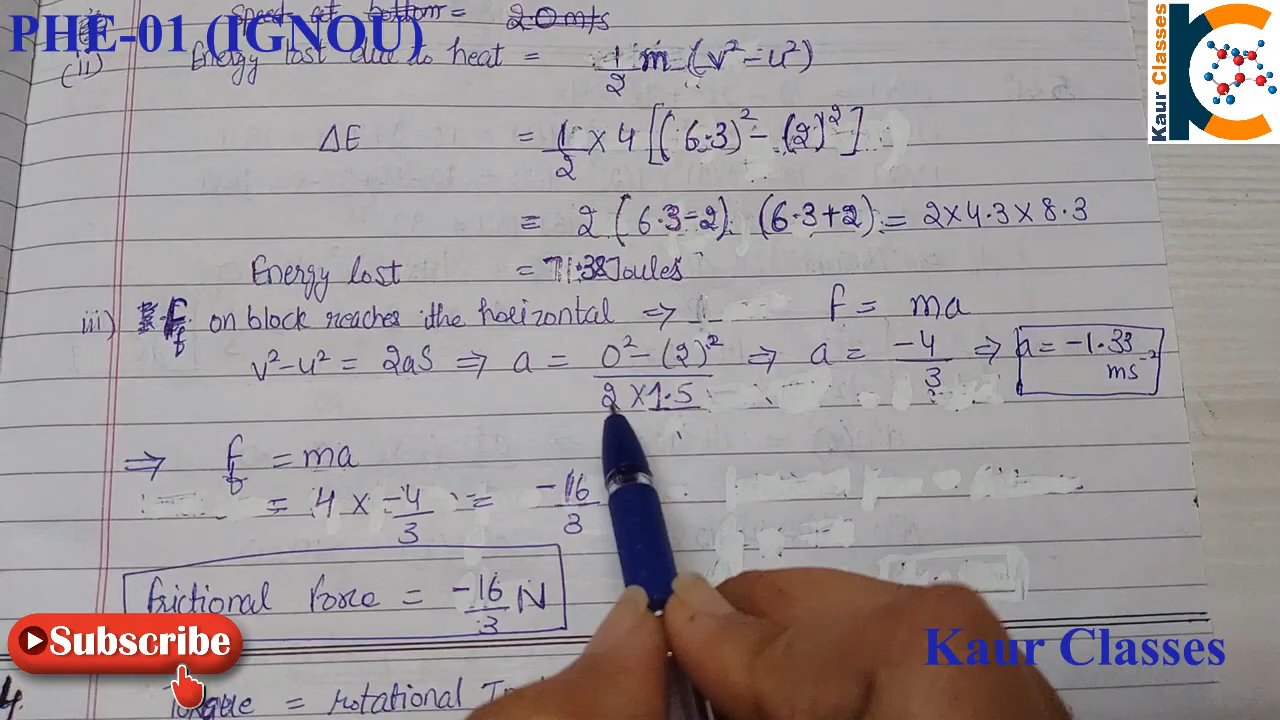 Speed at bottom = 20m/s
PHE-01 (IGNOU)
(ii) Energy lost due to heat = 1/2 m (v² - u²)
ΔE = 1/2 × 4 [(6.3)² - (2)²]
= 2 (6.3-2) (6.3+2) = 2×4.3×8.3
Energy lost = 71.38 Joules
iii) f on block reaches the horizontal ⇒ f = ma
v² - u² = 2aS ⇒ a = 0² - (2)² / 2×1.5 ⇒ a = -4/3 ⇒ a = -1.33 ms⁻²
⇒ f = ma
= 4 × -4/3 = -16/3
frictional Force = -16/3 N
Subscribe
Kaur Classes
4. Torque = rotational
Kaur Classes